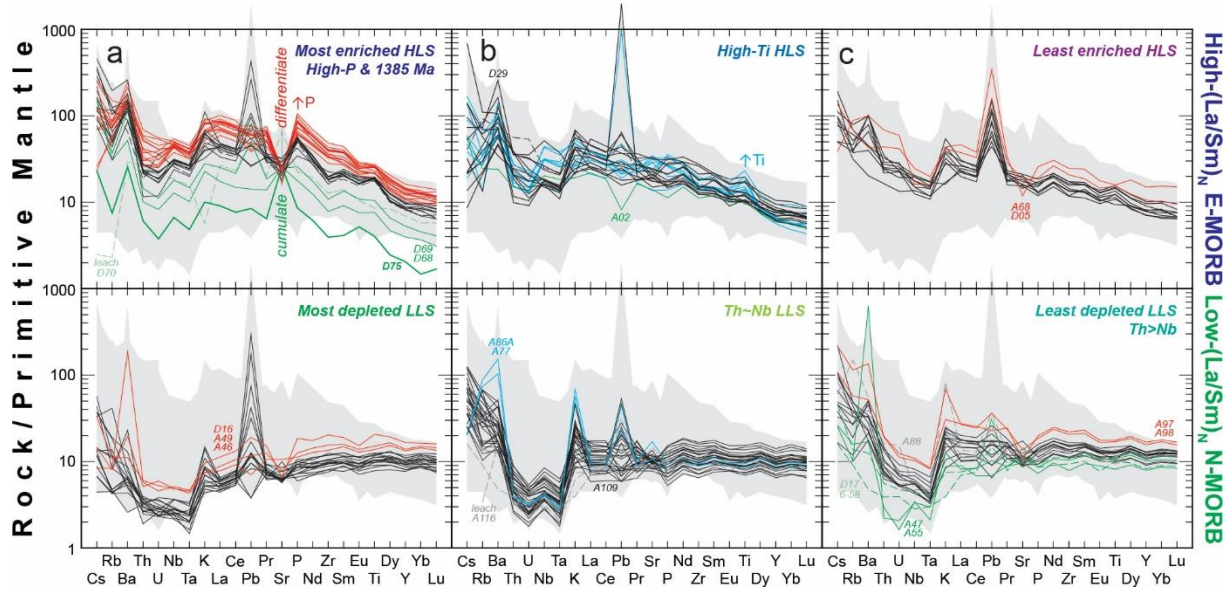 Rock/Primitive Mantle
1000
100
10
1000
100
10
1
a
Most enriched HLS
High-P & 1385 Ma
↑P
differentiate
cumulate
leach
D70
D69
D68
D75
b
High-Ti HLS
D29
↑Ti
A02
c
Least enriched HLS
A68
D05
High-(La/Sm)N E-MORB
Low-(La/Sm)N N-MORB
Most depleted LLS
D16
A49
A46
Th~Nb LLS
A86A
A77
leach
A116
A109
Least depleted LLS
Th>Nb
A88
A97
A98
D17
6-58
A47
A55
Rb Th Nb K Ce Pr P Zr Eu Dy Yb
Cs Ba U Ta La Pb Sr Nd Sm Ti Y Lu
Cs Ba U Ta La Pb Sr Nd Sm Ti Y Lu
Rb Th Nb K Ce Pr P Zr Eu Dy Yb
Cs Ba U Ta La Pb Sr Nd Sm Ti Y Lu
Rb Th Nb K Ce Pr P Zr Eu Dy Yb